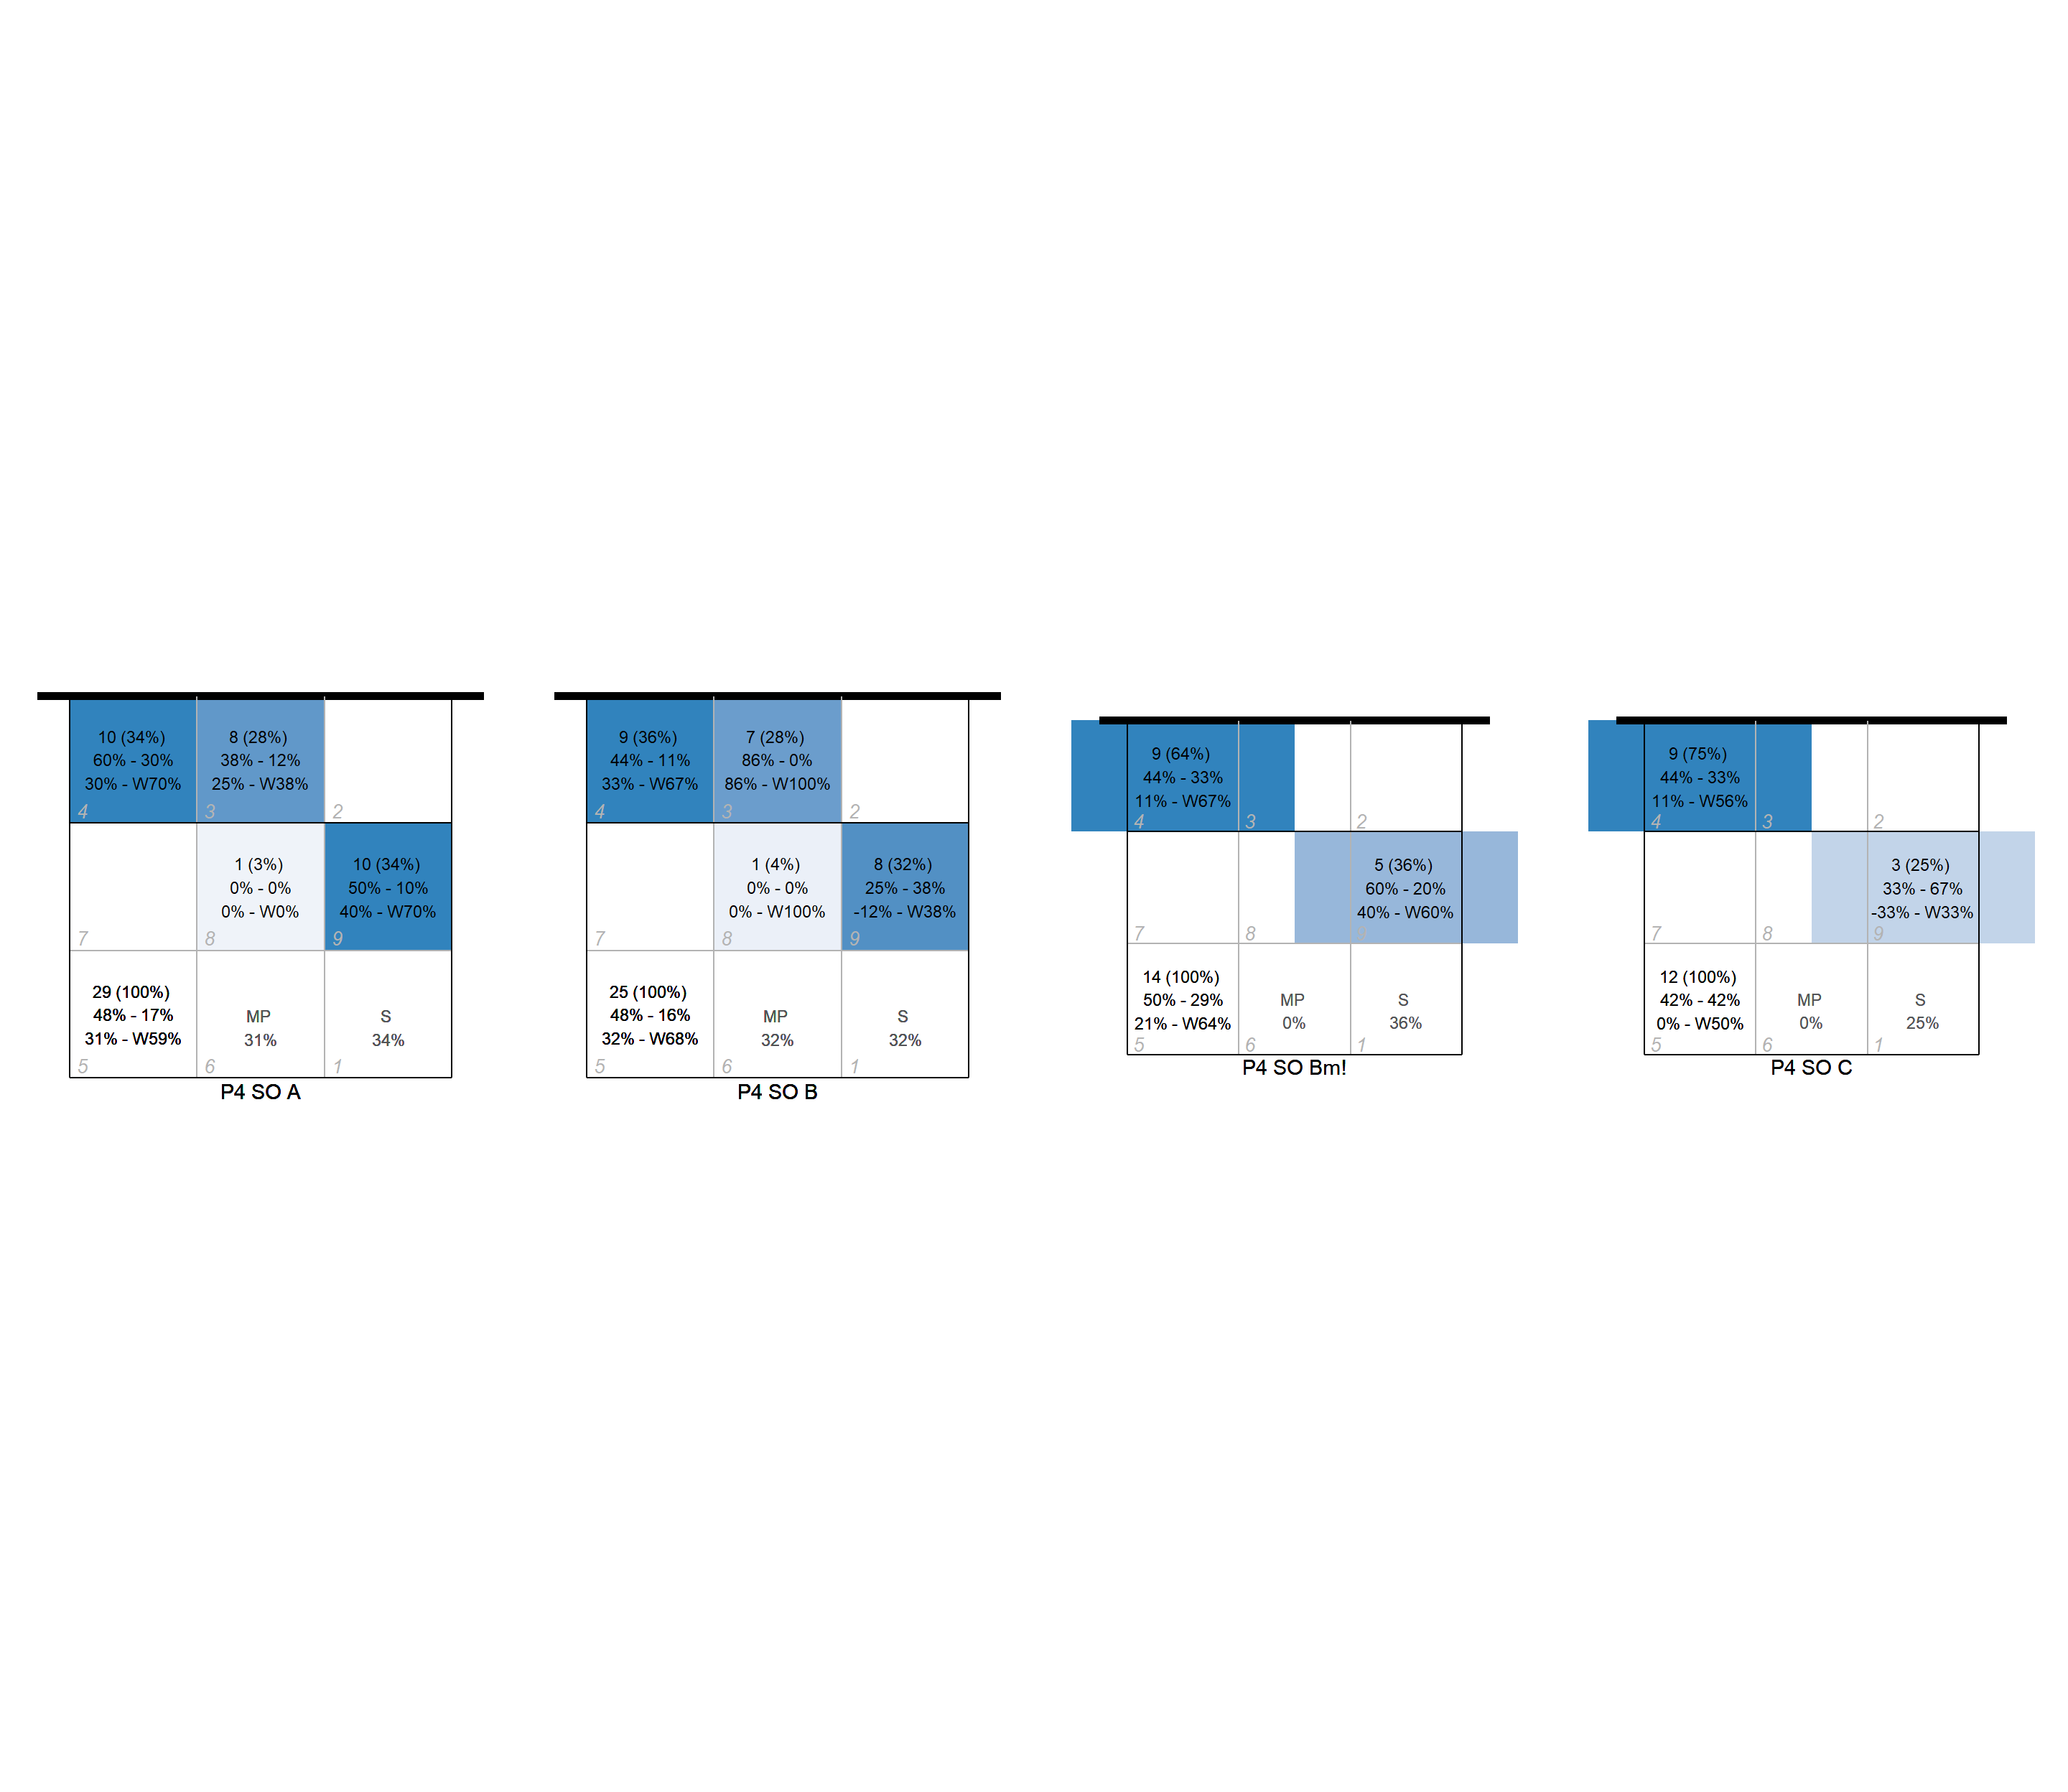 10 (34%)
60% - 30%
30% - W70%
4
8 (28%)
38% - 12%
25% - W38%
3
2
7
1 (3%)
0% - 0%
0% - W0%
8
10 (34%)
50% - 10%
40% - W70%
9
29 (100%)
48% - 17%
31% - W59%
5
MP
31%
6
S
34%
1
P4 SO A
9 (36%)
44% - 11%
33% - W67%
4
7 (28%)
86% - 0%
86% - W100%
3
2
7
1 (4%)
0% - 0%
0% - W100%
8
8 (32%)
25% - 38%
-12% - W38%
9
25 (100%)
48% - 16%
32% - W68%
5
MP
32%
6
S
32%
1
P4 SO B
9 (64%)
44% - 33%
11% - W67%
4
3
2
7
8
5 (36%)
60% - 20%
40% - W60%
14 (100%)
50% - 29%
21% - W64%
5
MP
0%
6
S
36%
1
P4 SO Bm!
9 (75%)
44% - 33%
11% - W56%
4
3
2
7
8
3 (25%)
33% - 67%
-33% - W33%
9
12 (100%)
42% - 42%
0% - W50%
5
MP
0%
6
S
25%
1
P4 SO C